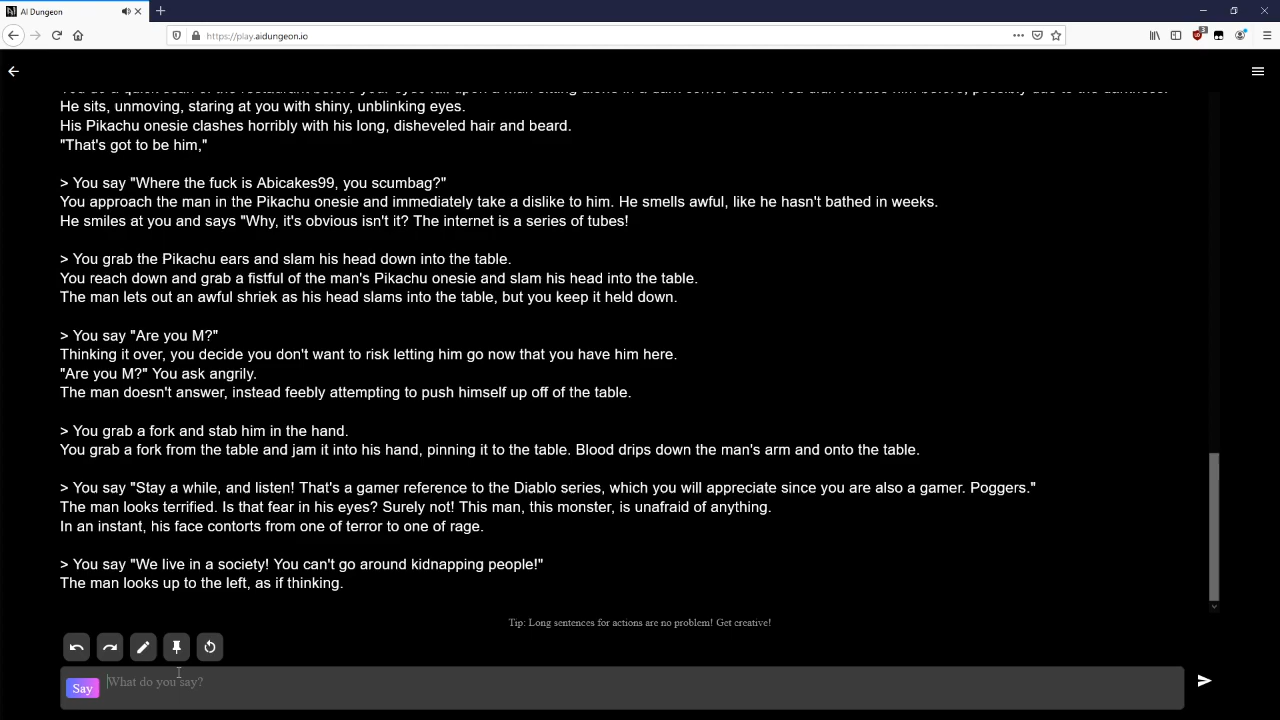 AI Dungeon
https://play.aidungeon.io
He sits, unmoving, staring at you with shiny, unblinking eyes.
His Pikachu onesie clashes horribly with his long, disheveled hair and beard.
"That's got to be him,"
> You say "Where the fuck is Abicakes99, you scumbag?"
You approach the man in the Pikachu onesie and immediately take a dislike to him. He smells awful, like he hasn't bathed in weeks.
He smiles at you and says "Why, it's obvious isn't it? The internet is a series of tubes!
> You grab the Pikachu ears and slam his head down into the table.
You reach down and grab a fistful of the man's Pikachu onesie and slam his head into the table.
The man lets out an awful shriek as his head slams into the table, but you keep it held down.
> You say "Are you M?"
Thinking it over, you decide you don't want to risk letting him go now that you have him here.
"Are you M?" You ask angrily.
The man doesn't answer, instead feebly attempting to push himself up off of the table.
> You grab a fork and stab him in the hand.
You grab a fork from the table and jam it into his hand, pinning it to the table. Blood drips down the man's arm and onto the table.
> You say "Stay a while, and listen! That's a gamer reference to the Diablo series, which you will appreciate since you are also a gamer. Poggers."
The man looks terrified. Is that fear in his eyes? Surely not! This man, this monster, is unafraid of anything.
In an instant, his face contorts from one of terror to one of rage.
> You say "We live in a society! You can't go around kidnapping people!"
The man looks up to the left, as if thinking.
Tip: Long sentences for actions are no problem! Get creative!
Say What do you say?